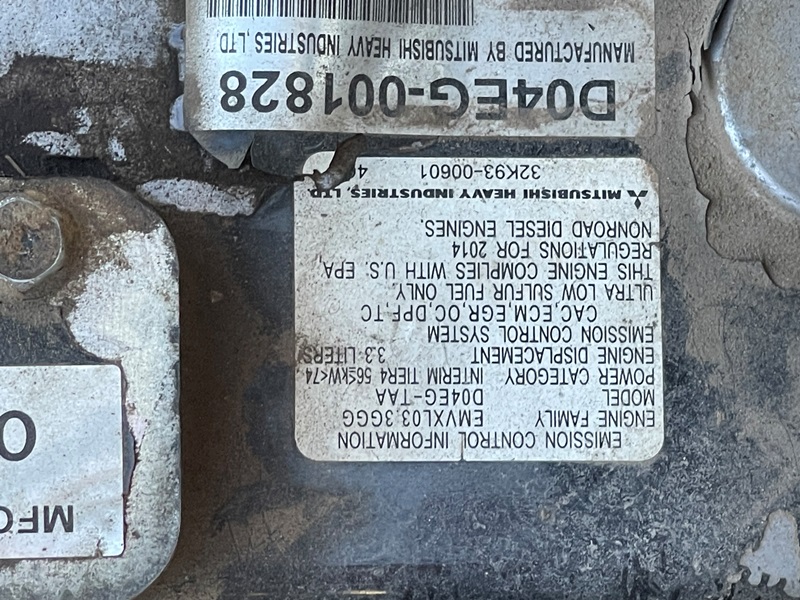 EMISSION CONTROL INFORMATION
ENGINE FAMILY EMVXL03.3GGG
MODEL D04EG-TAA
POWER CATEGORY INTERIM TIER4 56≦kW<74
ENGINE DISPLACEMENT 3.3 LITERS
EMISSION CONTROL SYSTEM
CAC,ECM,EGR,OC,DPF,TC
ULTRA LOW SULFUR FUEL ONLY
THIS ENGINE COMPLIES WITH U.S. EPA,
REGULATIONS FOR 2014
NONROAD DIESEL ENGINES.
MITSUBISHI HEAVY INDUSTRIES, LTD.
32K93-00601
D04EG-001828
MANUFACTURED BY MITSUBISHI HEAVY INDUSTRIES, LTD.